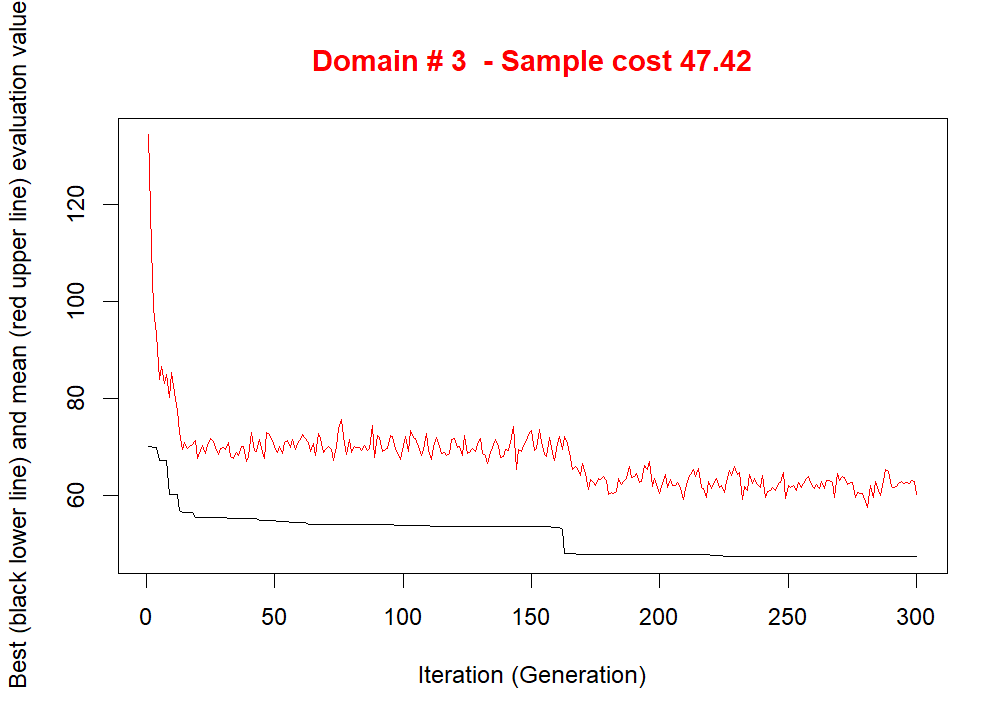 Domain # 3  - Sample cost 47.42
Best (black lower line) and mean (red upper line) evaluation value
120
100
80
60
0 50 100 150 200 250 300
Iteration (Generation)